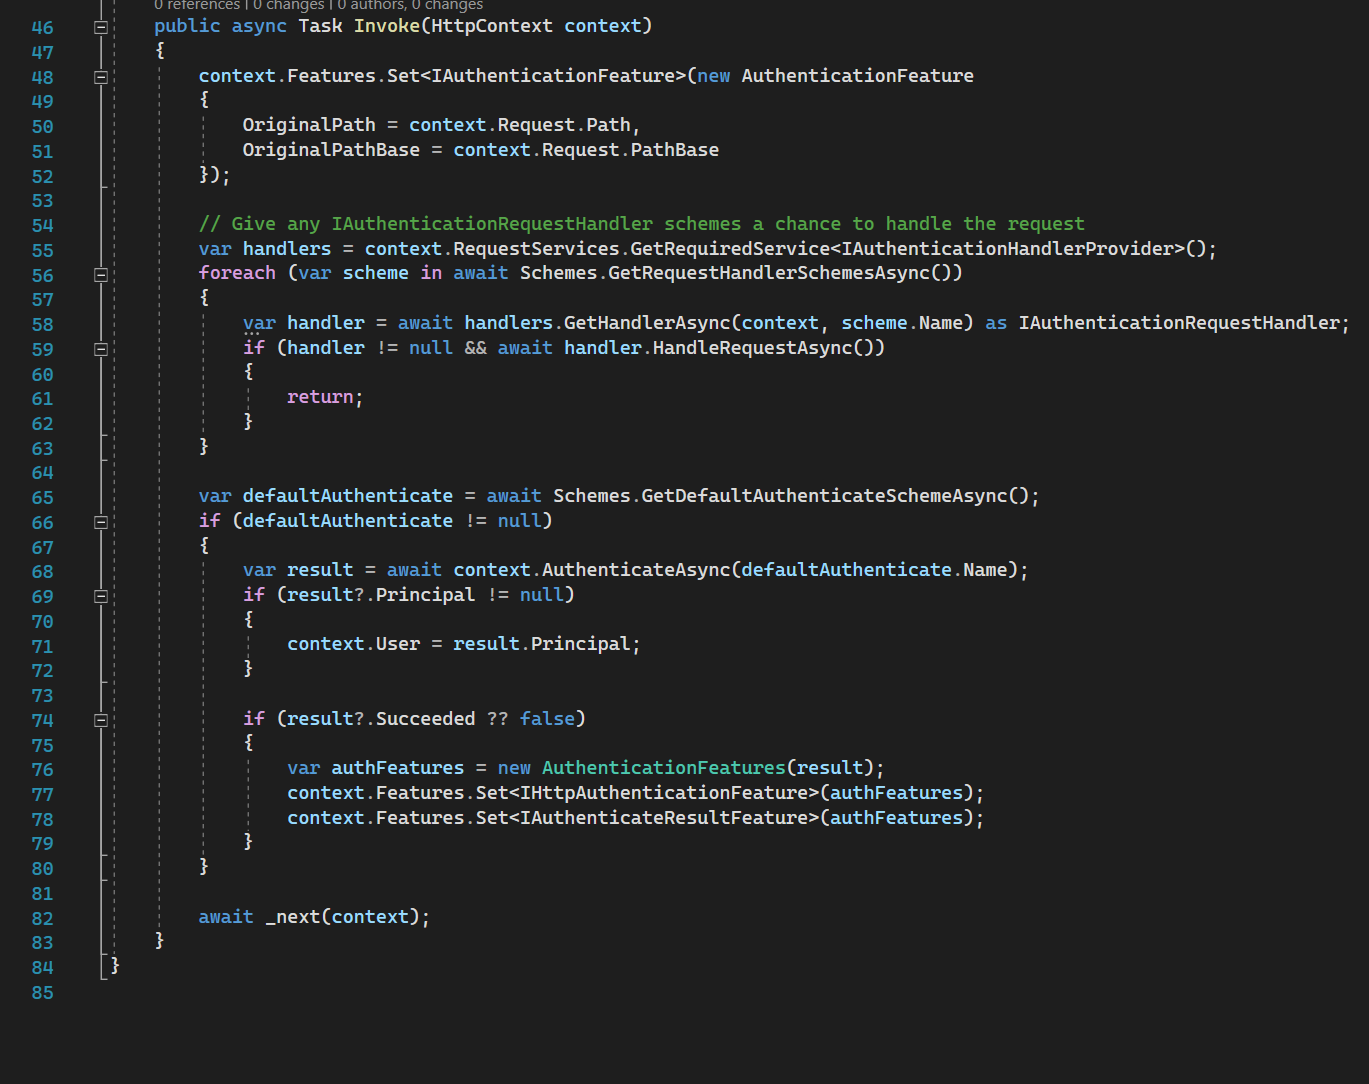 0 references | 0 changes | 0 authors, 0 changes
46 public async Task Invoke(HttpContext context)
47 {
48 context.Features.Set<IAuthenticationFeature>(new AuthenticationFeature
49 {
50 OriginalPath = context.Request.Path,
51 OriginalPathBase = context.Request.PathBase
52 });
53
54 // Give any IAuthenticationRequestHandler schemes a chance to handle the request
55 var handlers = context.RequestServices.GetRequiredService<IAuthenticationHandlerProvider>();
56 foreach (var scheme in await Schemes.GetRequestHandlerSchemesAsync())
57 {
58 var handler = await handlers.GetHandlerAsync(context, scheme.Name) as IAuthenticationRequestHandler;
59 if (handler != null && await handler.HandleRequestAsync())
60 {
61 return;
62 }
63 }
64
65 var defaultAuthenticate = await Schemes.GetDefaultAuthenticateSchemeAsync();
66 if (defaultAuthenticate != null)
67 {
68 var result = await context.AuthenticateAsync(defaultAuthenticate.Name);
69 if (result?.Principal != null)
70 {
71 context.User = result.Principal;
72 }
73
74 if (result?.Succeeded ?? false)
75 {
76 var authFeatures = new AuthenticationFeatures(result);
77 context.Features.Set<IHttpAuthenticationFeature>(authFeatures);
78 context.Features.Set<IAuthenticateResultFeature>(authFeatures);
79 }
80 }
81
82 await _next(context);
83 }
84 }
85